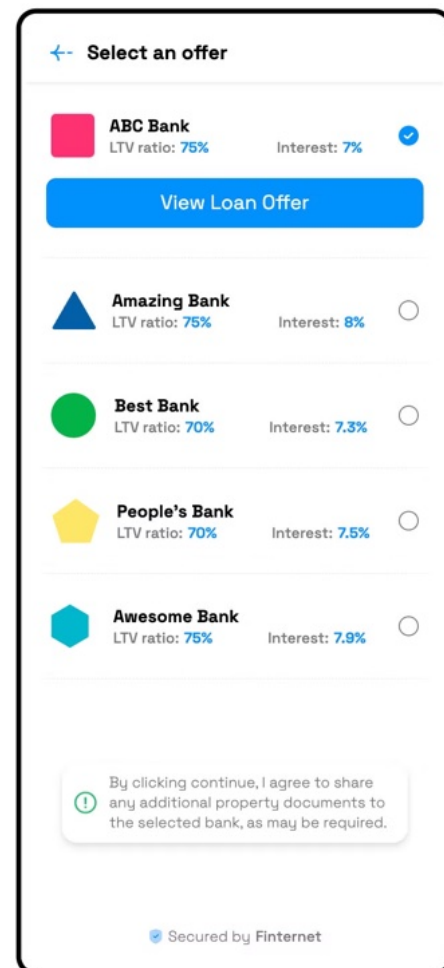 Select an offer
ABC Bank
LTV ratio: 75% Interest: 7%
View Loan Offer
Amazing Bank
LTV ratio: 75% Interest: 8%
Best Bank
LTV ratio: 70% Interest: 7.3%
People's Bank
LTV ratio: 70% Interest: 7.5%
Awesome Bank
LTV ratio: 75% Interest: 7.9%
By clicking continue, I agree to share
any additional property documents to
the selected bank, as may be required.
Secured by Finternet